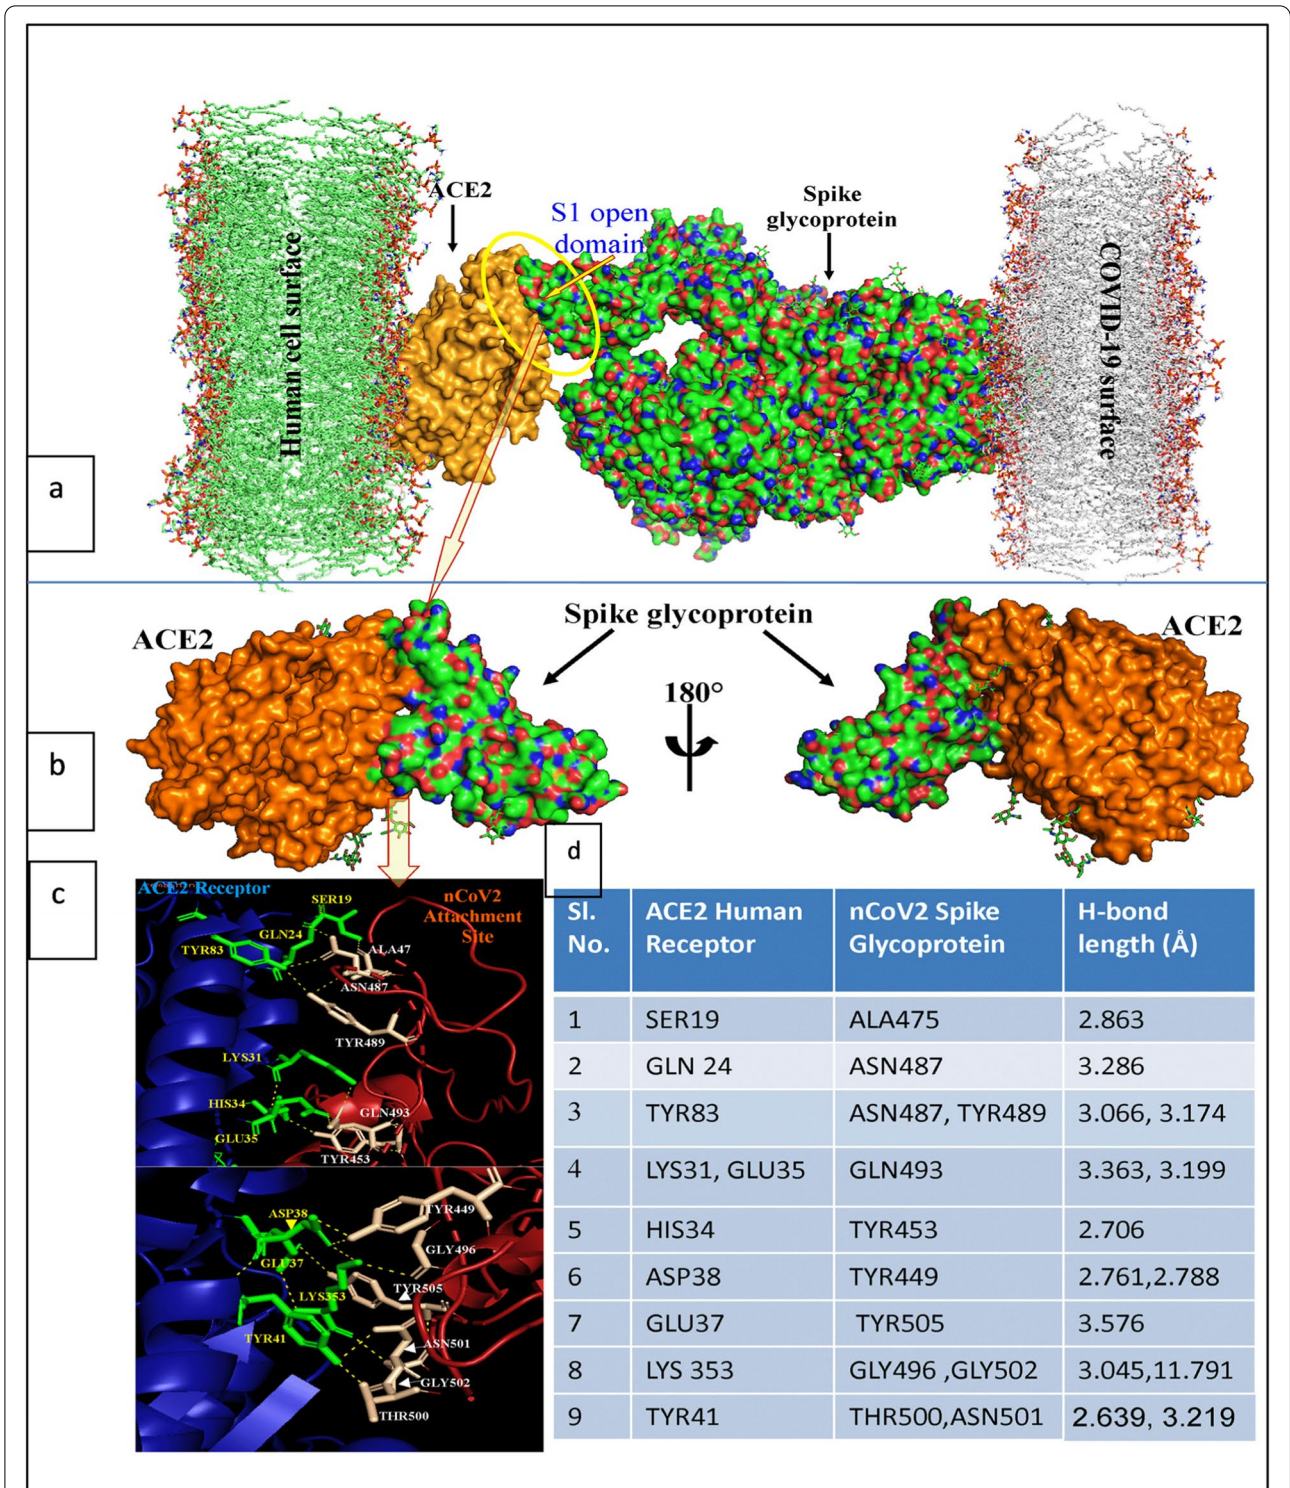 ACE2
S1 open
domain
Spike
glycoprotein
Human cell surface
COVID-19 surface
a
Spike glycoprotein
ACE2
ACE2
180°
b
c
d
ACE2 Receptor
nCoV2
Attachment
Site
SER19
GLN24
TYR83
ALA47
ASN487
TYR489
LYS31
HIS34
GLN493
GLU35
TYR453
ASP38
TYR449
GLU37
GLY496
LYS353
TYR505
TYR41
ASN501
GLY502
THR500
Sl. No. ACE2 Human Receptor nCoV2 Spike Glycoprotein H-bond length (Å)
1 SER19 ALA475 2.863
2 GLN 24 ASN487 3.286
3 TYR83 ASN487, TYR489 3.066, 3.174
4 LYS31, GLU35 GLN493 3.363, 3.199
5 HIS34 TYR453 2.706
6 ASP38 TYR449 2.761,2.788
7 GLU37 TYR505 3.576
8 LYS 353 GLY496 ,GLY502 3.045,11.791
9 TYR41 THR500,ASN501 2.639, 3.219